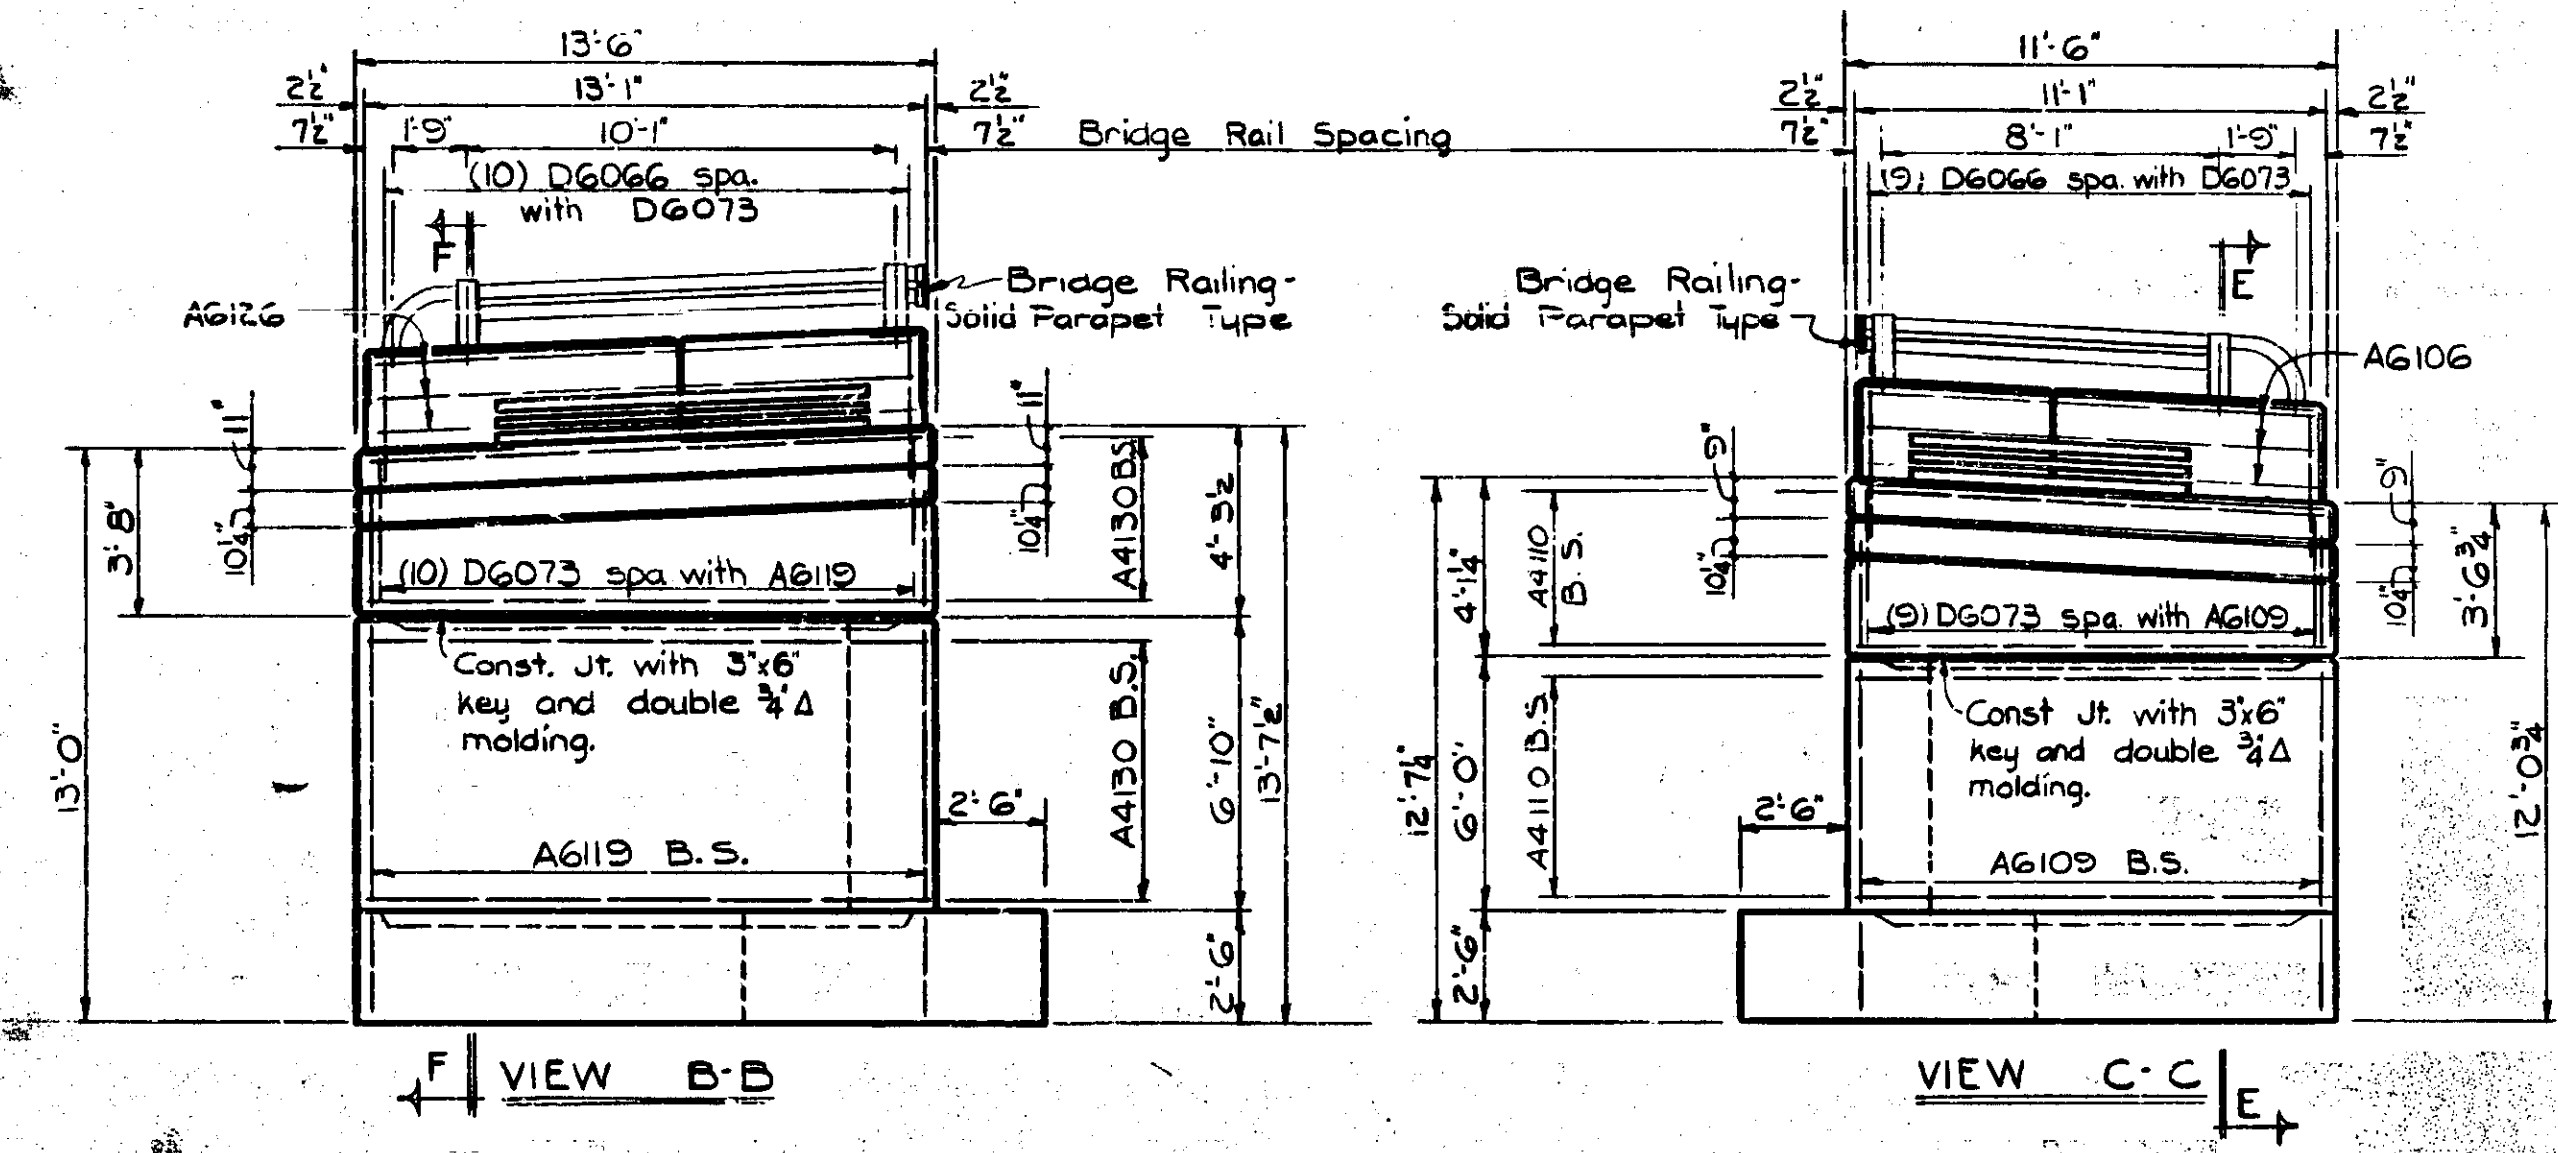 13'-6"
2½"
13'-1"
2½"
7½"
1'-9"
10'-1"
7½"
Bridge Rail Spacing
(10) D6066 spa.
with D6073
F
A6126
Bridge Railing-
Solid Parapet Type
11"
11"
3'-8"
10¼"
10¼"
A4130 B.S.
4'-3½
(10) D6073 spa with A6119
Const. Jt. with 3"x6"
key and double ¾" Δ
molding.
13'-0"
A4130 B.S.
6'-10"
13'-7½"
2'-6"
A6119 B.S.
2'-6"
F
VIEW B-B
11'-6"
2½"
11'-1"
2½"
7½"
8'-1"
1'-9"
7½"
(9) D6066 spa. with D6073
E
Bridge Railing-
Solid Parapet Type
A6106
9"
9"
10¼"
10¼"
A4110
B.S.
4'-1¼"
3'-6¾"
(9) D6073 spa. with A6109
Const Jt. with 3"x6"
key and double ¾" Δ
molding.
12'-7¼"
6'-0"
A4110 B.S.
2'-6"
12'-0¾"
A6109 B.S.
2'-6"
VIEW C-C
E